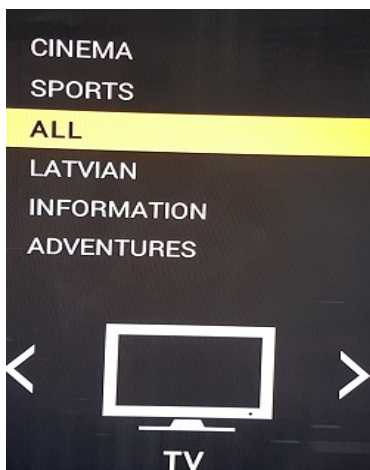 CINEMA
SPORTS
ALL
LATVIAN
INFORMATION
ADVENTURES
TV